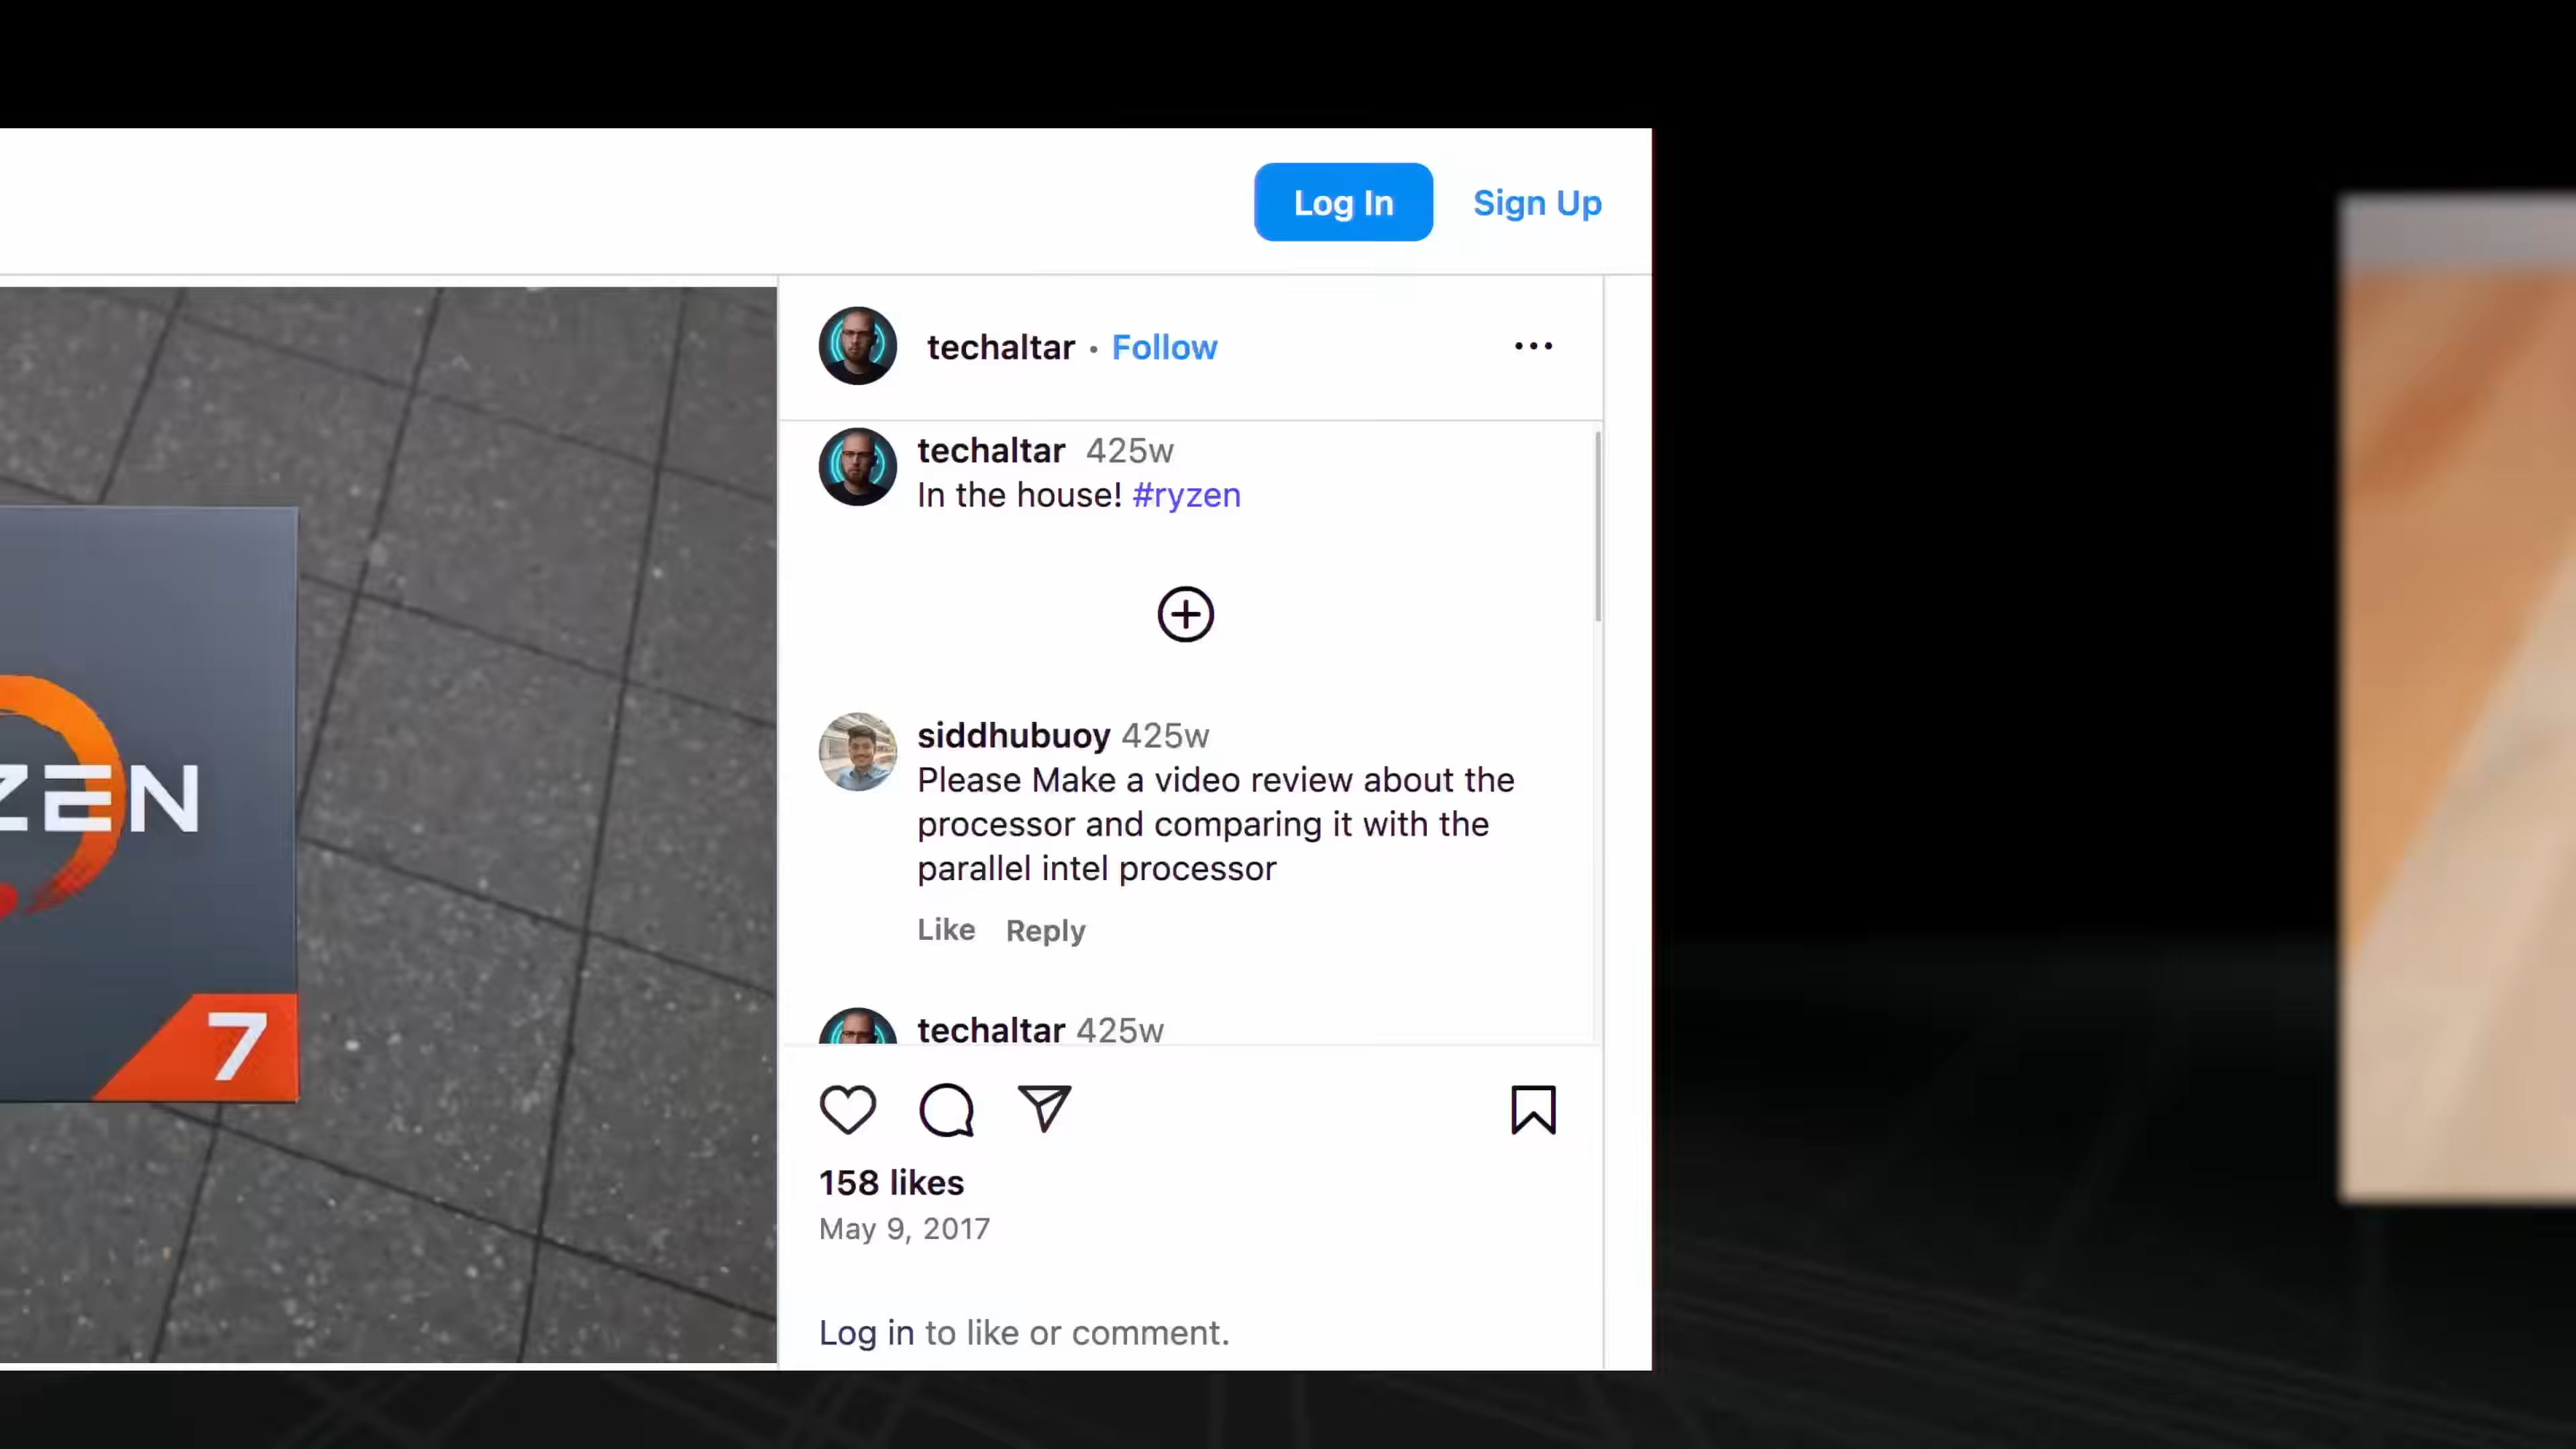 Log In Sign Up
techaltar • Follow
techaltar 425w
In the house! #ryzen
siddhubuoy 425w
Please Make a video review about the
processor and comparing it with the
parallel intel processor
Like Reply
techaltar 425w
158 likes
May 9, 2017
Log in to like or comment.
ZEN
7